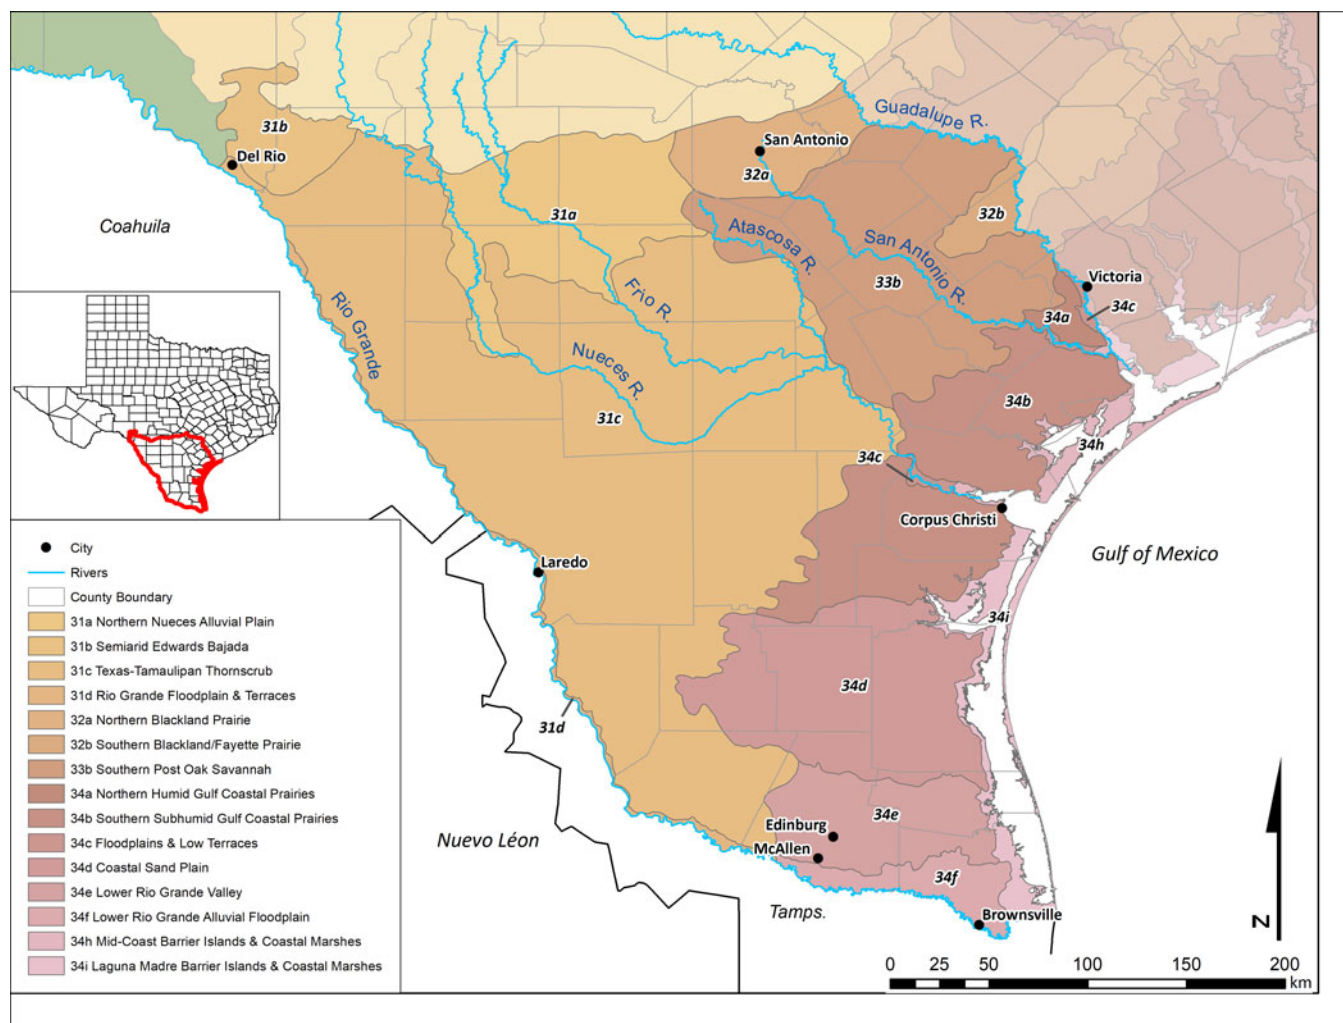 Guadalupe R.
San Antonio
31b
Del Rio
32a
31a
32b
Coahuila
Atascosa R.
San Antonio R.
Victoria
33b
Rio Grande
Frio R.
34a
34c
Nueces R.
31c
34b
34h
34c
Corpus Christi
Gulf of Mexico
Laredo
34i
34d
31d
34e
Edinburg
McAllen
Nuevo Léon
34f
Tamps.
Brownsville
City
Rivers
County Boundary
31a Northern Nueces Alluvial Plain
31b Semiarid Edwards Bajada
31c Texas-Tamaulipan Thornscrub
31d Rio Grande Floodplain & Terraces
32a Northern Blackland Prairie
32b Southern Blackland/Fayette Prairie
33b Southern Post Oak Savannah
34a Northern Humid Gulf Coastal Prairies
34b Southern Subhumid Gulf Coastal Prairies
34c Floodplains & Low Terraces
34d Coastal Sand Plain
34e Lower Rio Grande Valley
34f Lower Rio Grande Alluvial Floodplain
34h Mid-Coast Barrier Islands & Coastal Marshes
34i Laguna Madre Barrier Islands & Coastal Marshes
N
0 25 50 100 150 200
km